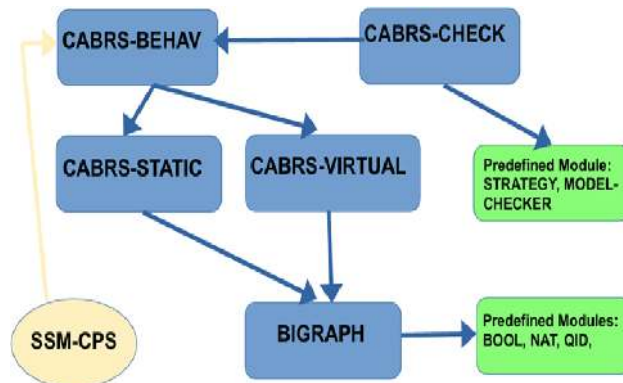 CABRS-BEHAV
CABRS-CHECK
CABRS-STATIC
CABRS-VIRTUAL
Predefined Module:
STRATEGY, MODEL-
CHECKER
SSM-CPS
BIGRAPH
Predefined Modules:
BOOL, NAT, QID,